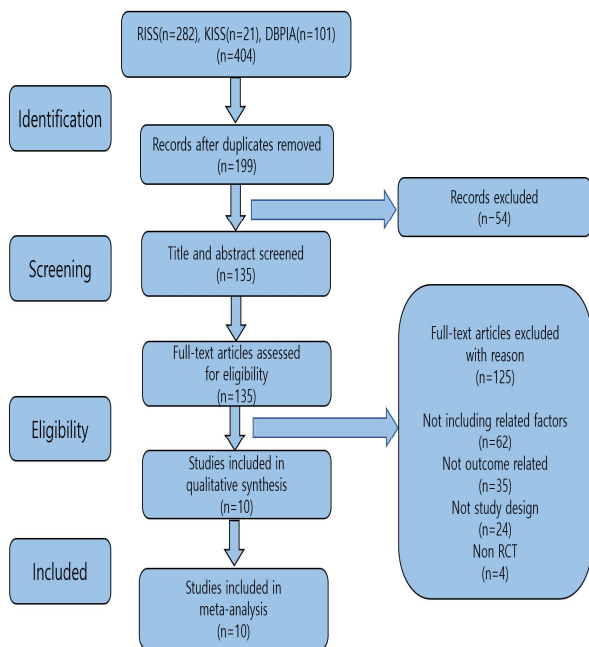 RISS(n=282), KISS(n=21), DBPIA(n=101)
(n=404)
Identification
Records after duplicates removed
(n=199)
Records excluded
(n-54)
Screening
Title and abstract screened
(n=135)
Full-text articles assessed
for eligibility
(n=135)
Full-text articles excluded
with reason
(n=125)
Not including related factors
(n=62)
Not outcome related
(n=35)
Not study design
(n=24)
Non RCT
(n=4)
Eligibility
Studies included in
qualitative synthesis
(n=10)
Included
Studies included in
meta-analysis
(n=10)